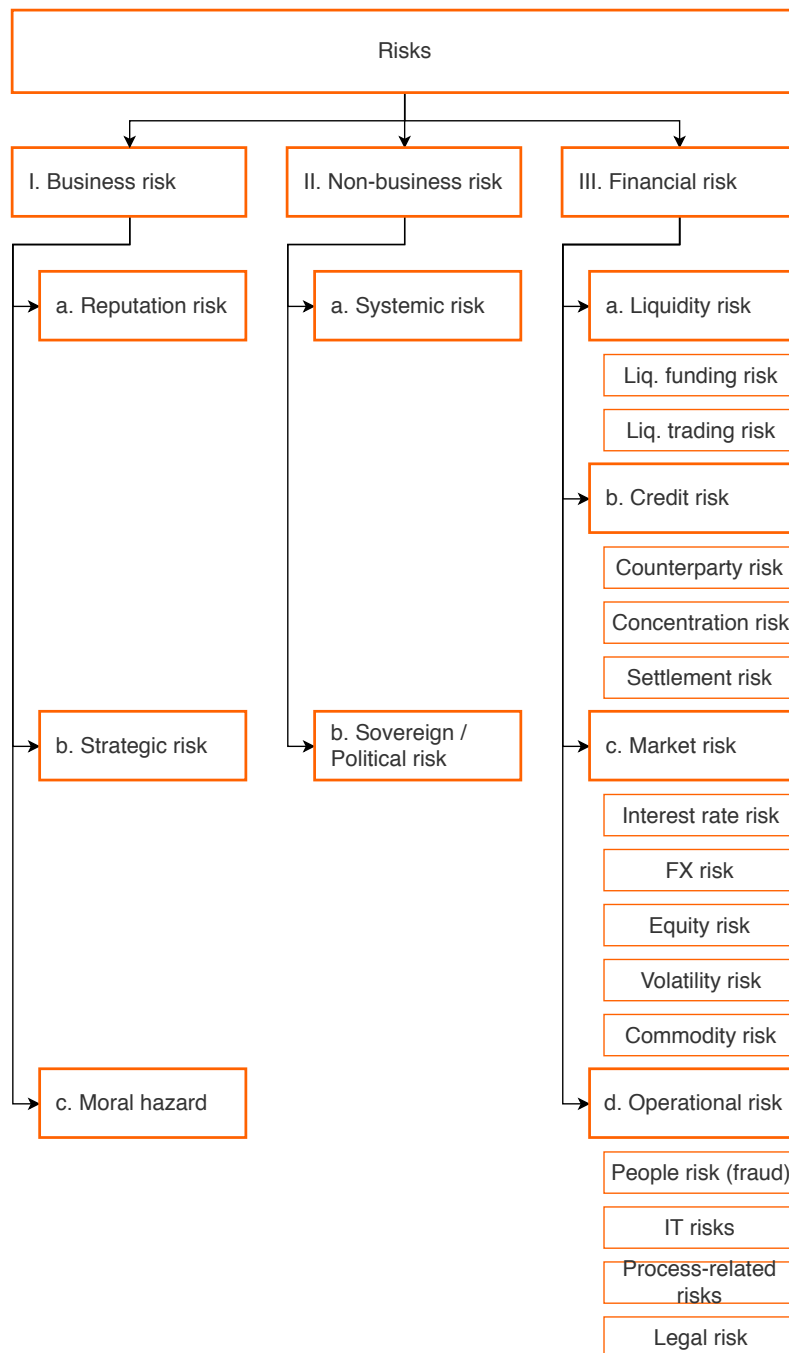 Risks
I. Business risk
II. Non-business risk
III. Financial risk
a. Reputation risk
a. Systemic risk
a. Liquidity risk
Liq. funding risk
Liq. trading risk
b. Credit risk
Counterparty risk
Concentration risk
Settlement risk
b. Strategic risk
b. Sovereign /
Political risk
c. Market risk
Interest rate risk
FX risk
Equity risk
Volatility risk
Commodity risk
c. Moral hazard
d. Operational risk
People risk (fraud)
IT risks
Process-related
risks
Legal risk